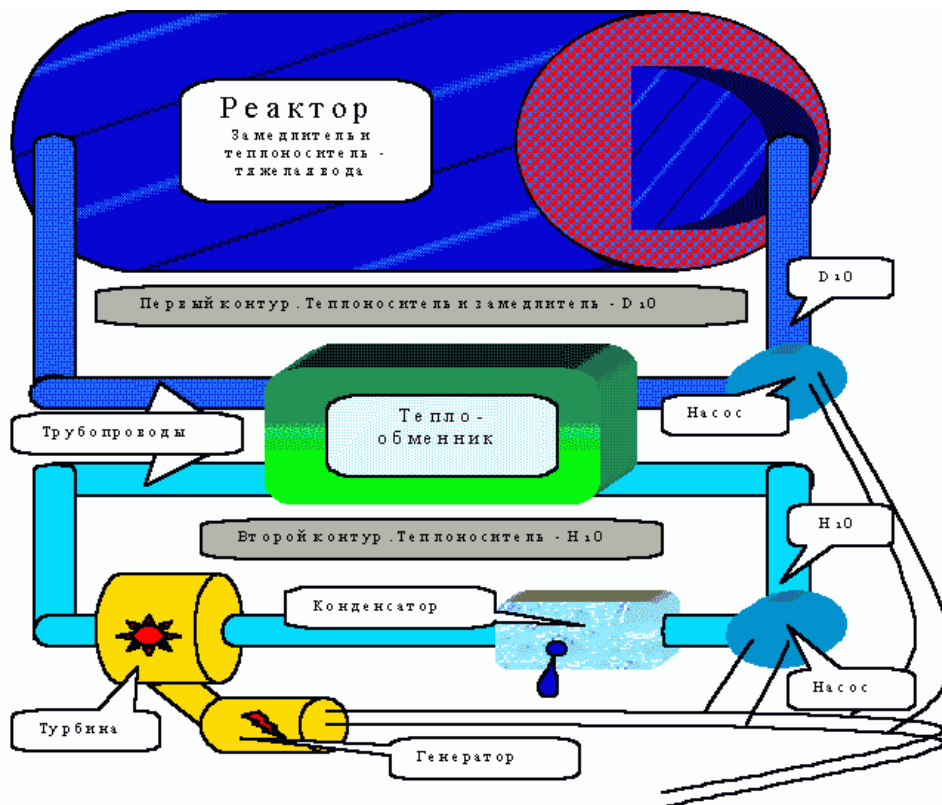 Реактор
Замедлитель и
теплоноситель -
тяжелая вода
D₂O
Первый контур. Теплоноситель и замедлитель - D₂O
Тепло-
обменник
Насос
Трубопроводы
H₂O
Второй контур. Теплоноситель - H₂O
Конденсатор
Насос
Турбина
Генератор